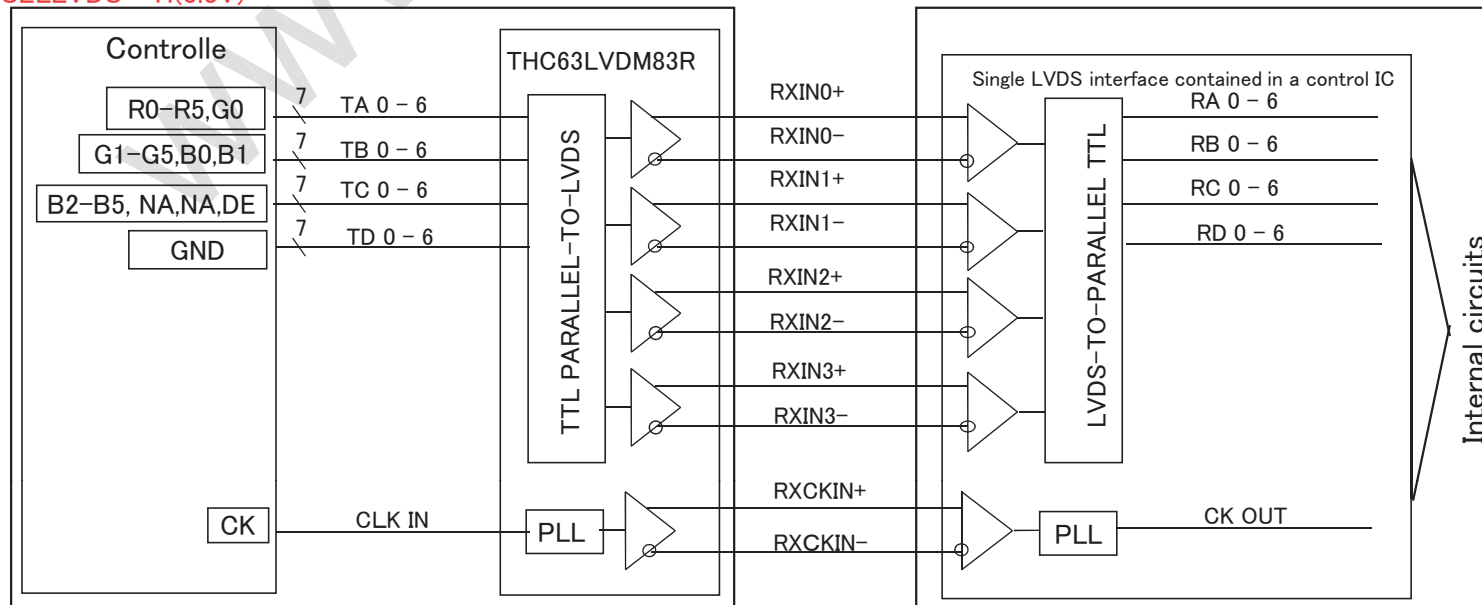 Controlle
THC63LVDM83R
Single LVDS interface contained in a control IC
R0-R5,G0
7
TA 0 - 6
RXIN0+
RA 0 - 6
G1-G5,B0,B1
7
TB 0 - 6
RXIN0-
RB 0 - 6
B2-B5, NA,NA,DE
7
TC 0 - 6
RXIN1+
RC 0 - 6
GND
7
TD 0 - 6
RXIN1-
RD 0 - 6
TTL PARALLEL-TO-LVDS
RXIN2+
RXIN2-
RXIN3+
RXIN3-
LVDS-TO-PARALLEL TTL
Internal circuits
CK
CLK IN
PLL
RXCKIN+
RXCKIN-
PLL
CK OUT